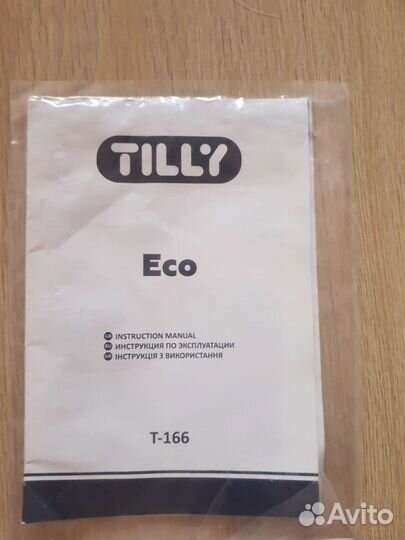 TILLY
Eco
GB INSTRUCTION MANUAL
RU ИНСТРУКЦИЯ ПО ЭКСПЛУАТАЦИИ
UA ІНСТРУКЦІЯ З ВИКОРИСТАННЯ
T-166
Avito